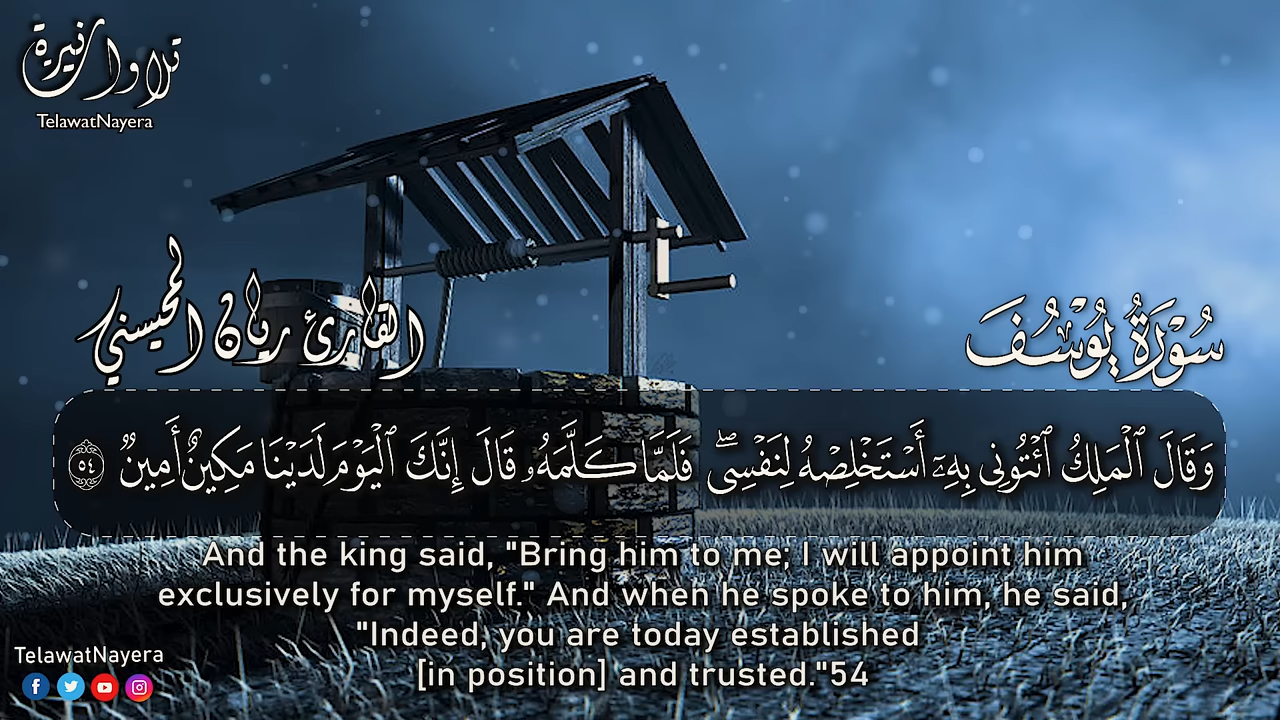 تلاوات نيرة
TelawatNayera
القارئ ريان المحيسني
سُورَةُ يُوسُفَ
وَقَالَ ٱلْمَلِكُ ٱئْتُونِى بِهِۦٓ أَسْتَخْلِصْهُ لِنَفْسِى ۖ فَلَمَّا كَلَّمَهُۥ قَالَ إِنَّكَ ٱلْيَوْمَ لَدَيْنَا مَكِينٌ أَمِينٌ ٥٤
And the king said, "Bring him to me; I will appoint him
exclusively for myself." And when he spoke to him, he said,
"Indeed, you are today established
[in position] and trusted."54
TelawatNayera